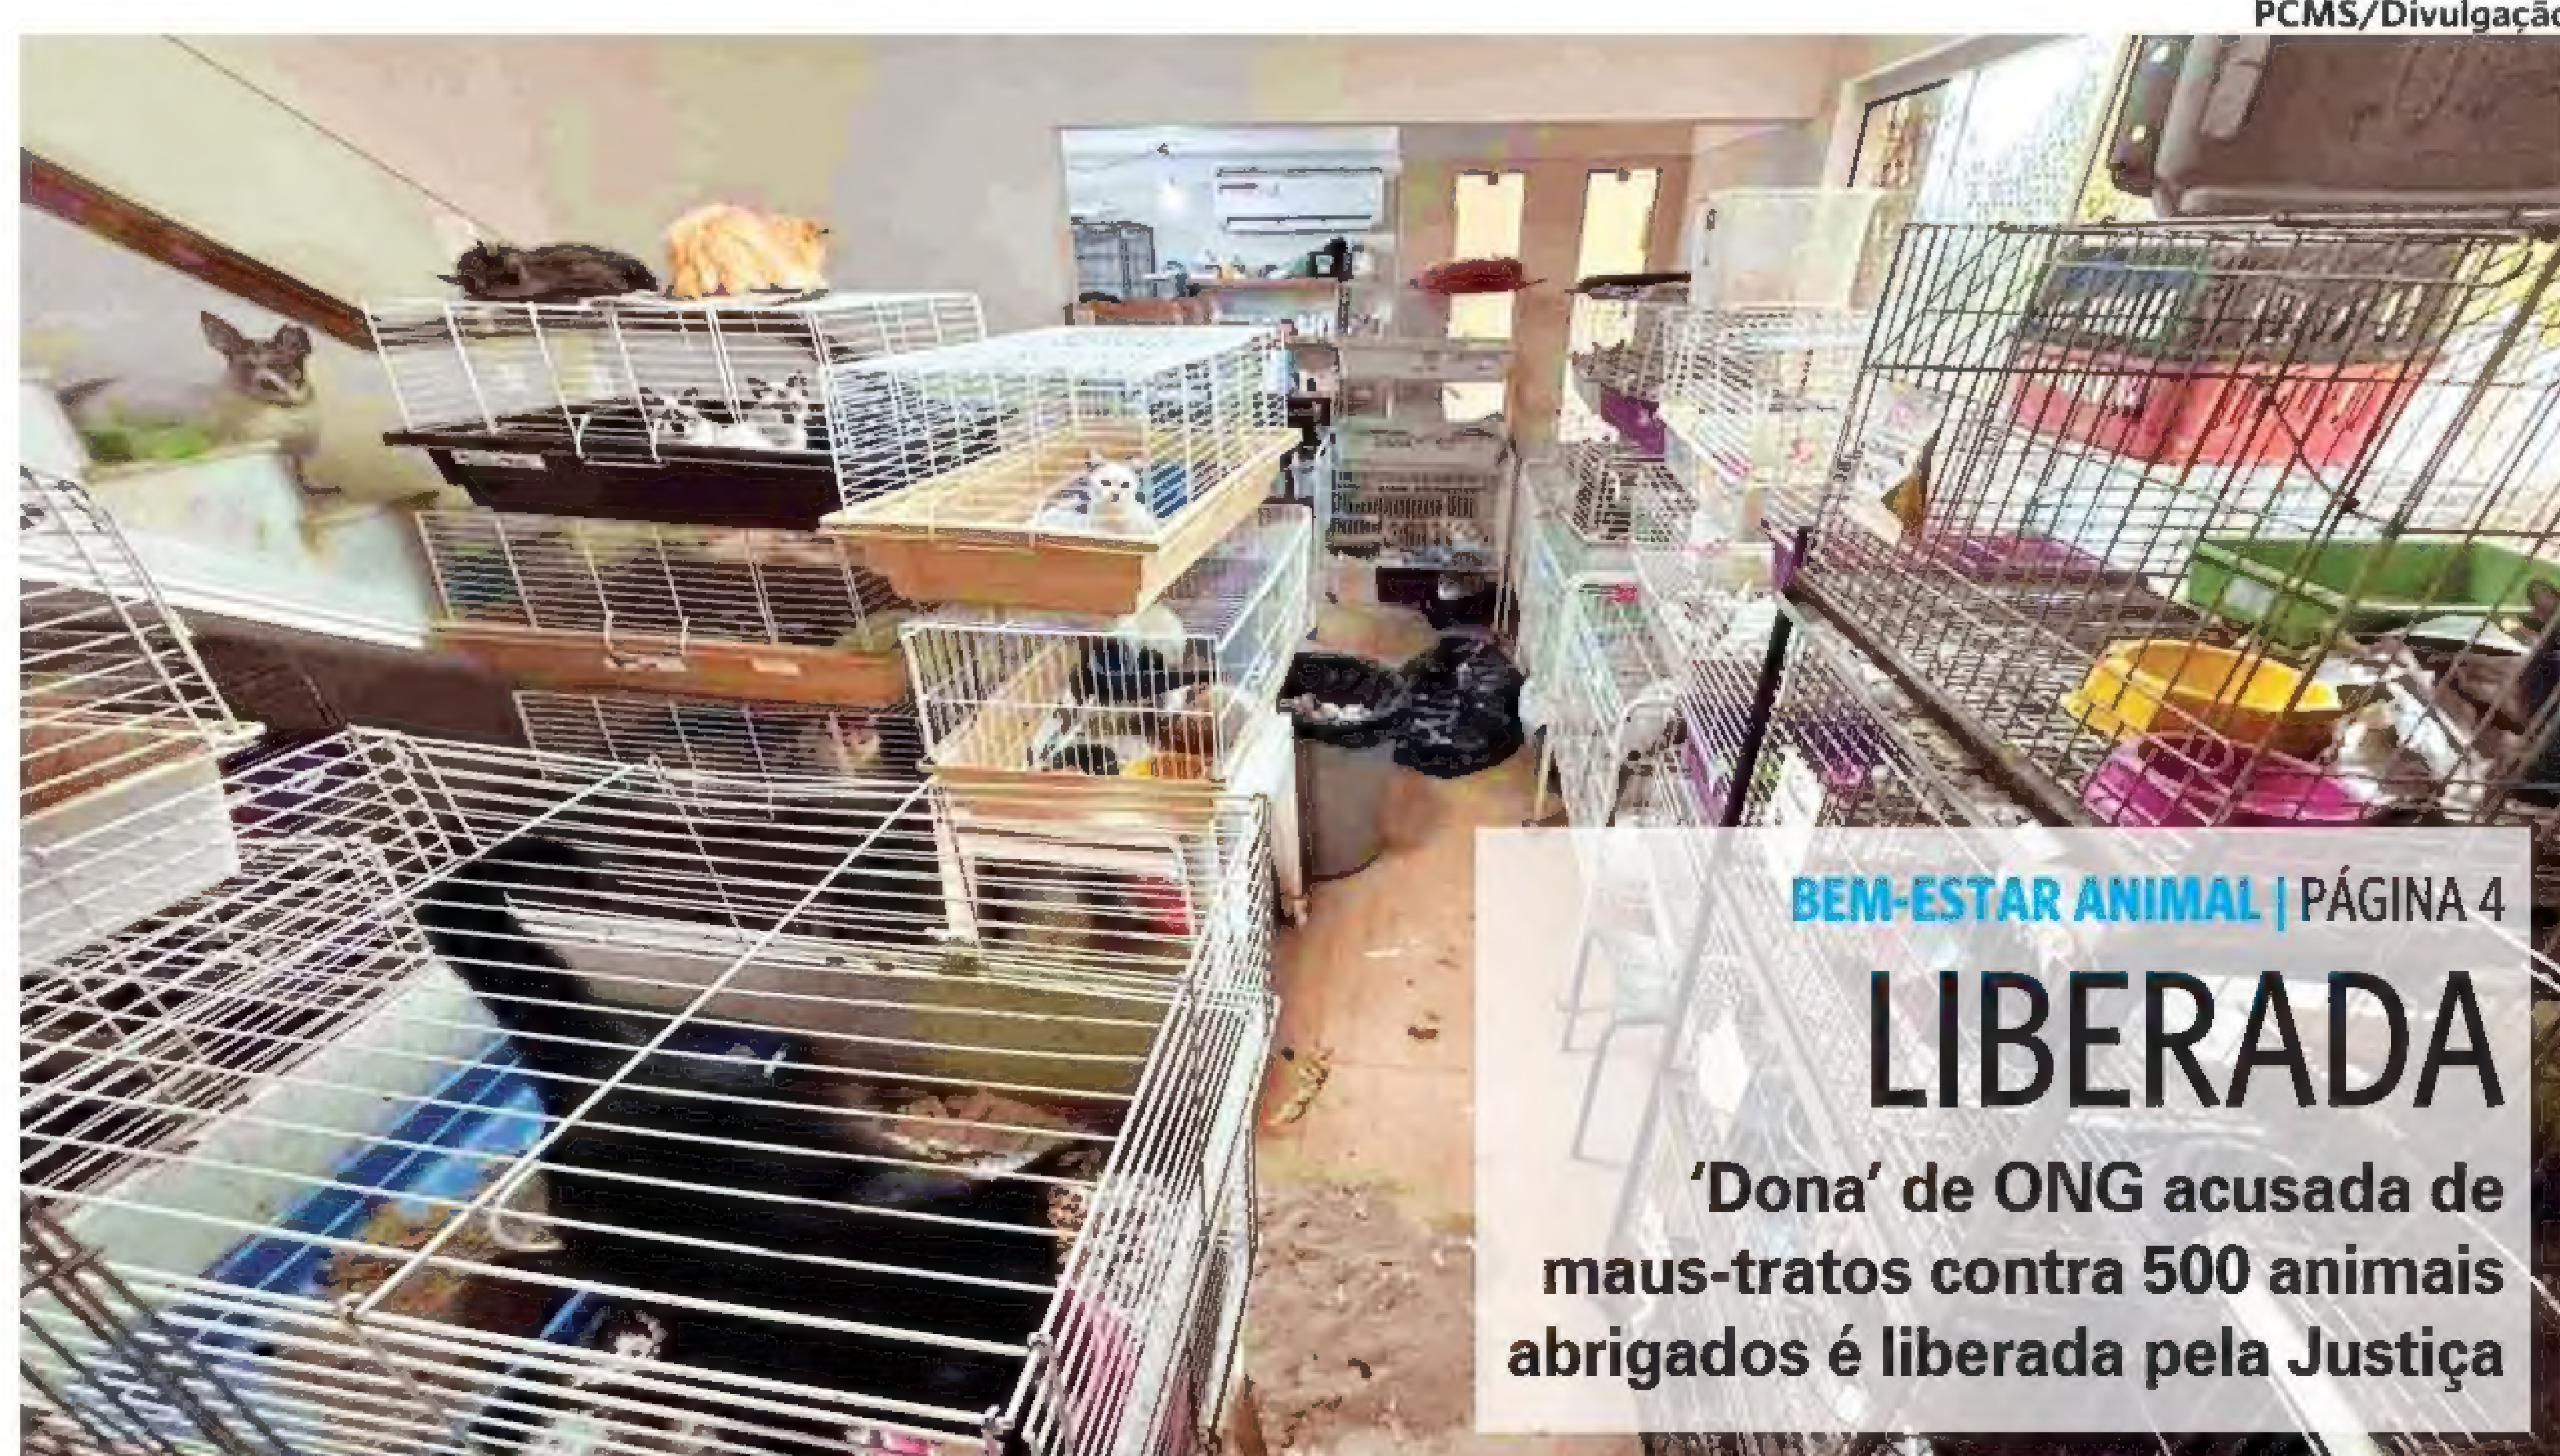 PCMS/Divulgação
BEM-ESTAR ANIMAL | PÁGINA 4
LIBERADA
‘Dona’ de ONG acusada de
maus-tratos contra 500 animais
abrigados é liberada pela Justiça